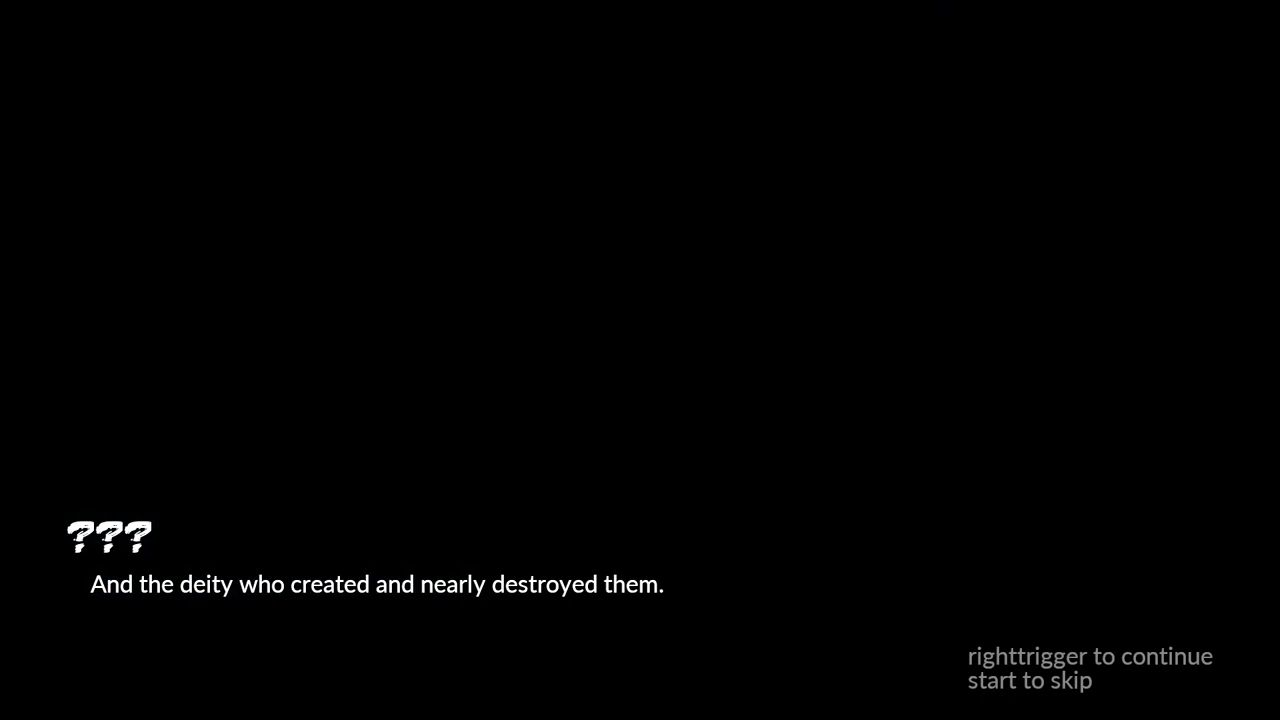 ???
And the deity who created and nearly destroyed them.
righttrigger to continue
start to skip